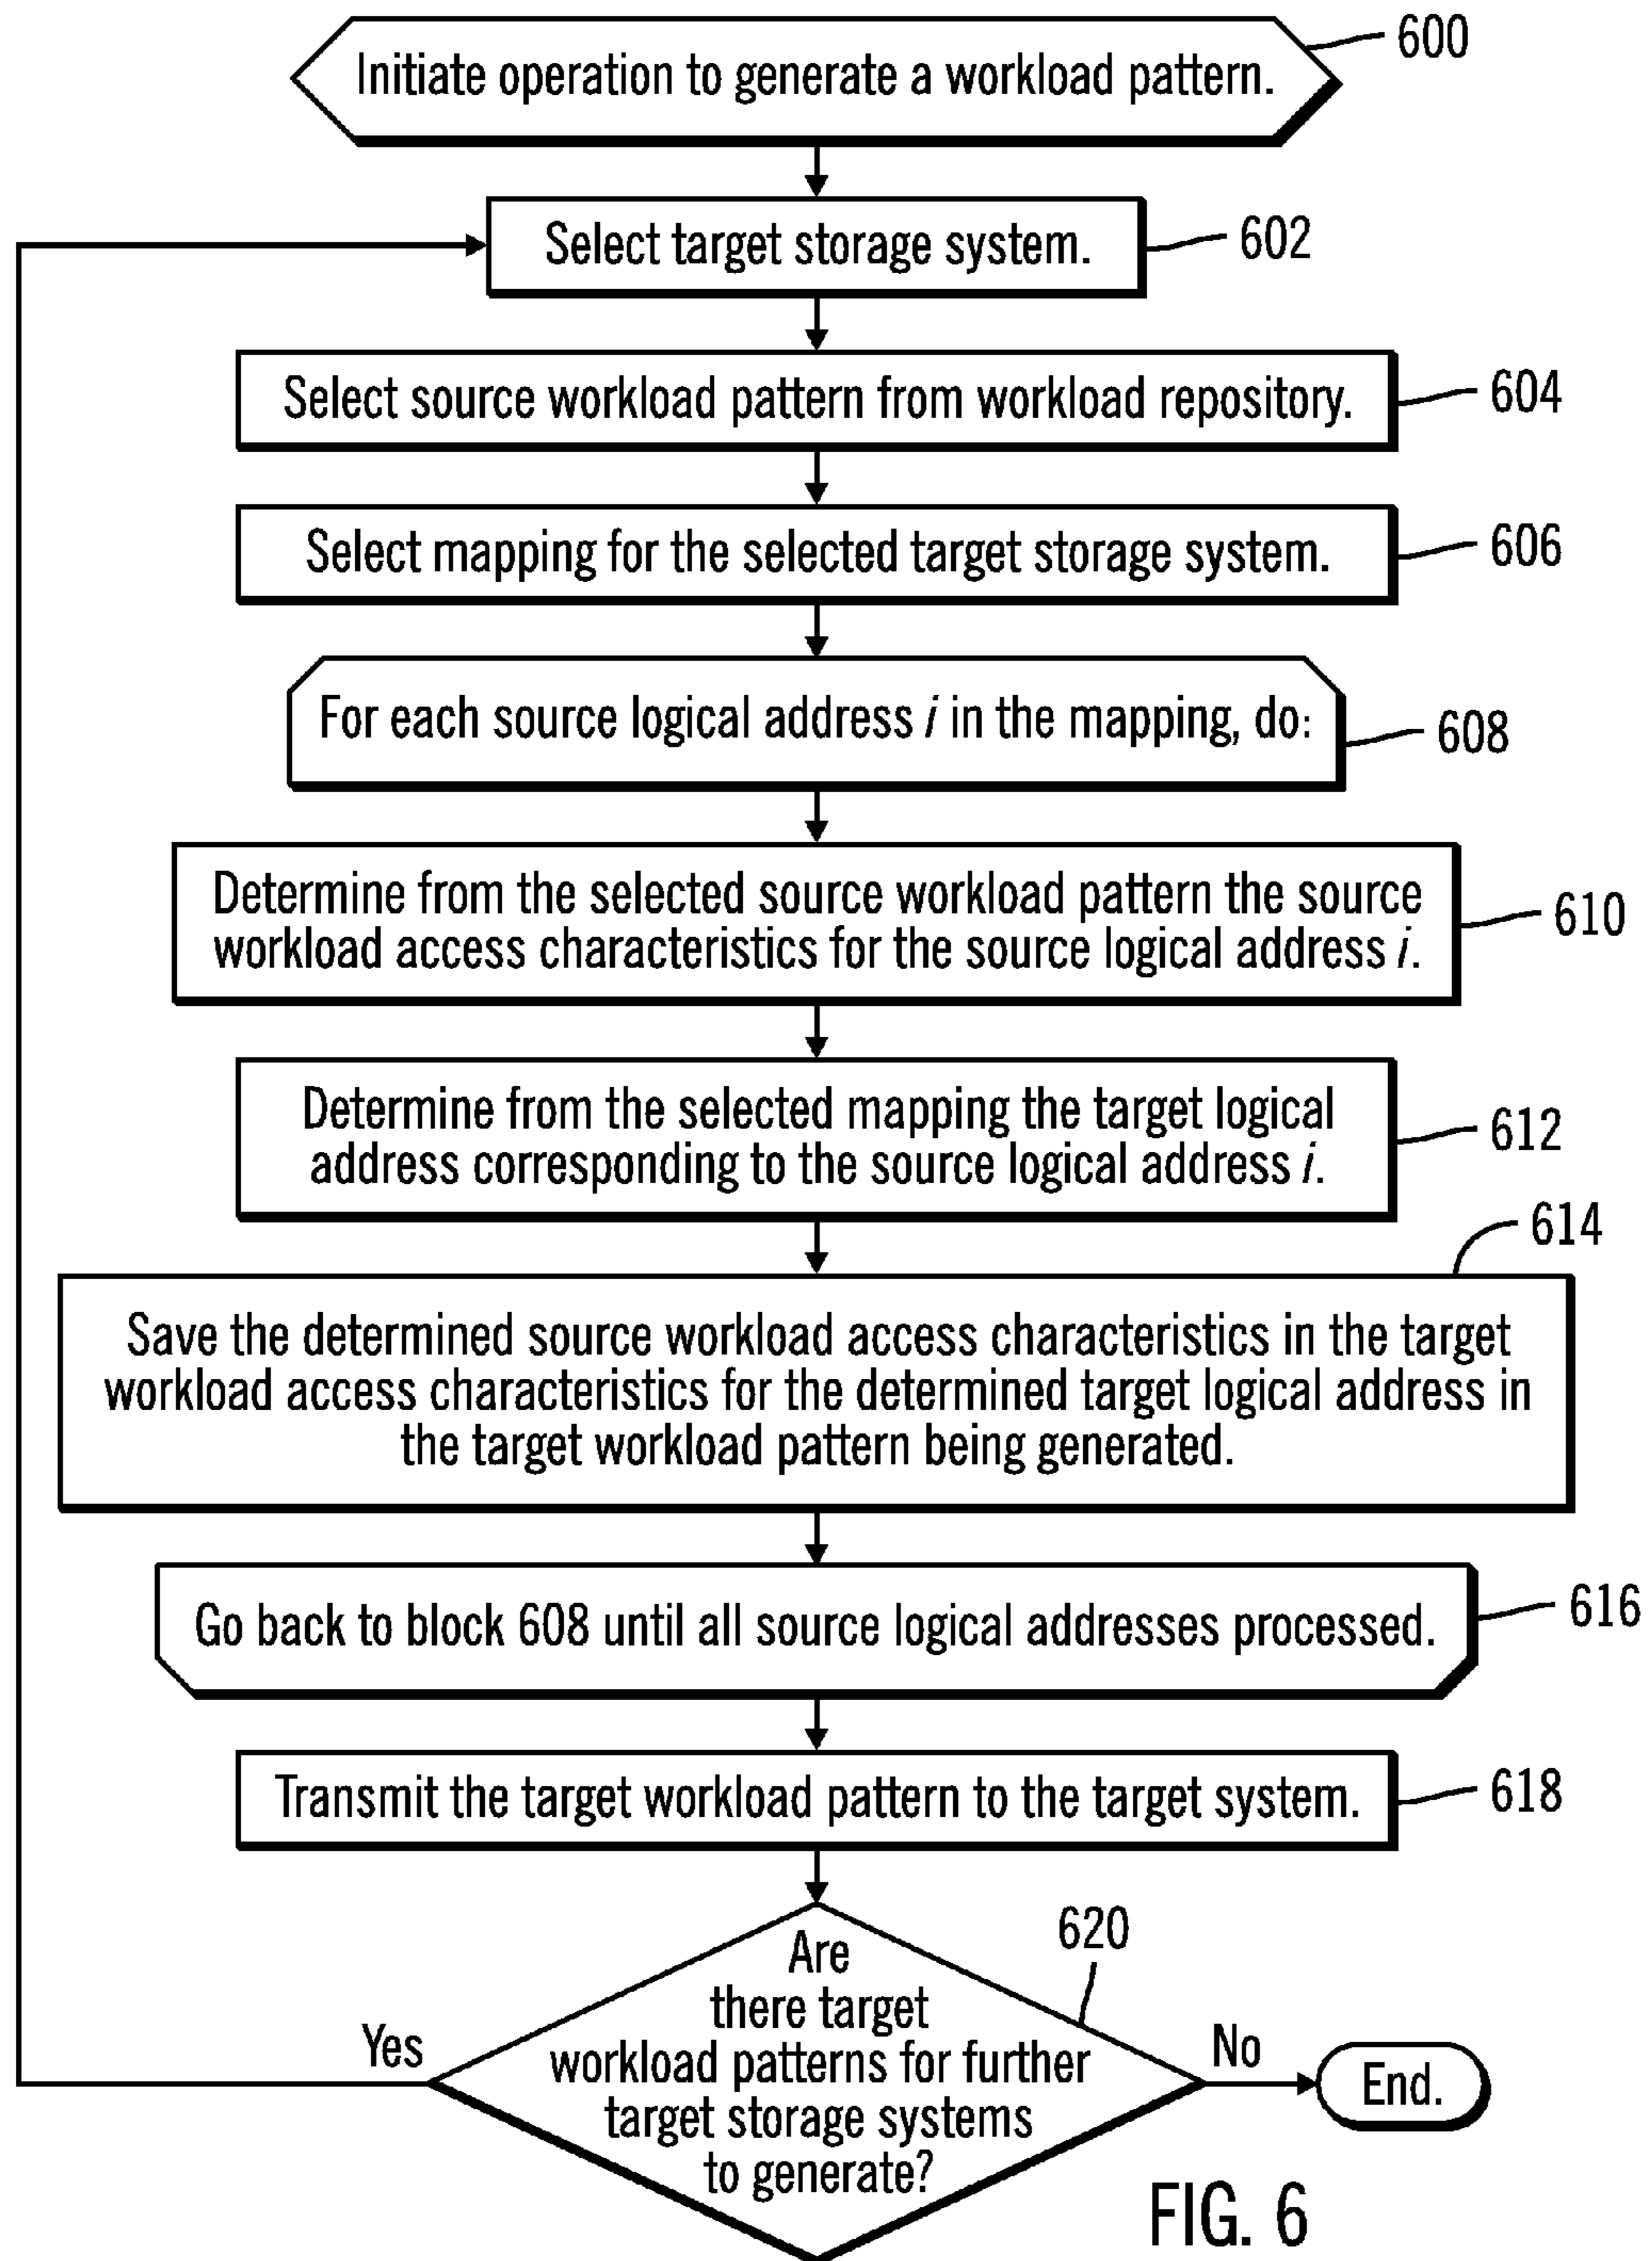 Initiate operation to generate a workload pattern.
600
Select target storage system.
602
Select source workload pattern from workload repository.
604
Select mapping for the selected target storage system.
606
For each source logical address i in the mapping, do:
608
Determine from the selected source workload pattern the source
workload access characteristics for the source logical address i.
610
Determine from the selected mapping the target logical
address corresponding to the source logical address i.
612
614
Save the determined source workload access characteristics in the target
workload access characteristics for the determined target logical address in
the target workload pattern being generated.
Go back to block 608 until all source logical addresses processed.
616
Transmit the target workload pattern to the target system.
618
620
Are
there target
workload patterns for further
target storage systems
to generate?
Yes
No
End.
FIG. 6